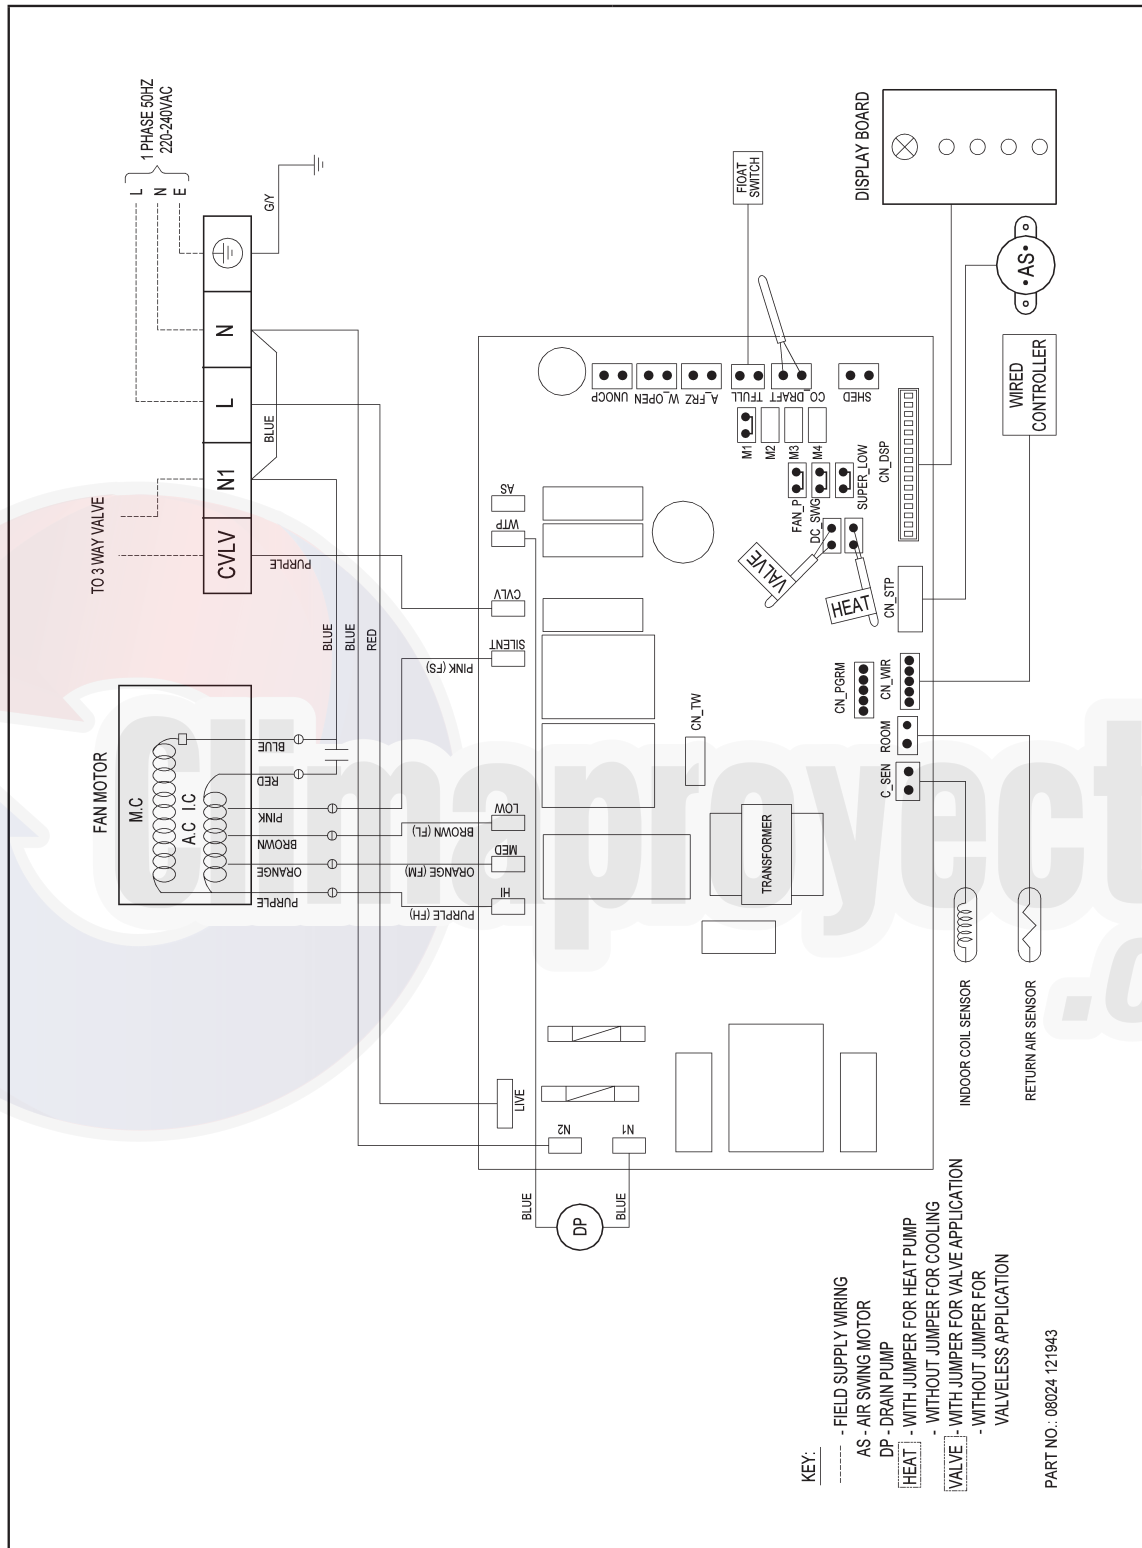 1 PHASE 50HZ
220-240VAC
L
N
E
TO 3 WAY VALVE
CVLV
N1
L
N
G/Y
BLUE
PURPLE
BLUE
BLUE
RED
FAN MOTOR
M.C
A.C I.C
PURPLE
ORANGE
BROWN
PINK
RED
BLUE
PURPLE (FH)
ORANGE (FM)
BROWN (FL)
PINK (FS)
HI
MED
LOW
SILENT
CVLV
WTP
AS
LIVE
N2
N1
BLUE
BLUE
DP
UNOCP
W_OPEN
A_FRZ
TFULL
CO_DRAFT
SHED
FlOAT
SWITCH
M1
M2
M3
M4
FAN_P
DC_SWG
SUPER_LOW
VALVE
HEAT
CN_TW
TRANSFORMER
C_SEN
ROOM
CN_PGRM
CN_WIR
CN_STP
CN_DSP
DISPLAY BOARD
AS
WIRED
CONTROLLER
INDOOR COIL SENSOR
RETURN AIR SENSOR
KEY:
------ - FIELD SUPPLY WIRING
AS - AIR SWING MOTOR
DP - DRAIN PUMP
HEAT - WITH JUMPER FOR HEAT PUMP
- WITHOUT JUMPER FOR COOLING
VALVE - WITH JUMPER FOR VALVE APPLICATION
- WITHOUT JUMPER FOR
VALVELESS APPLICATION
PART NO.: 08024 121943
Climaproyect
.c